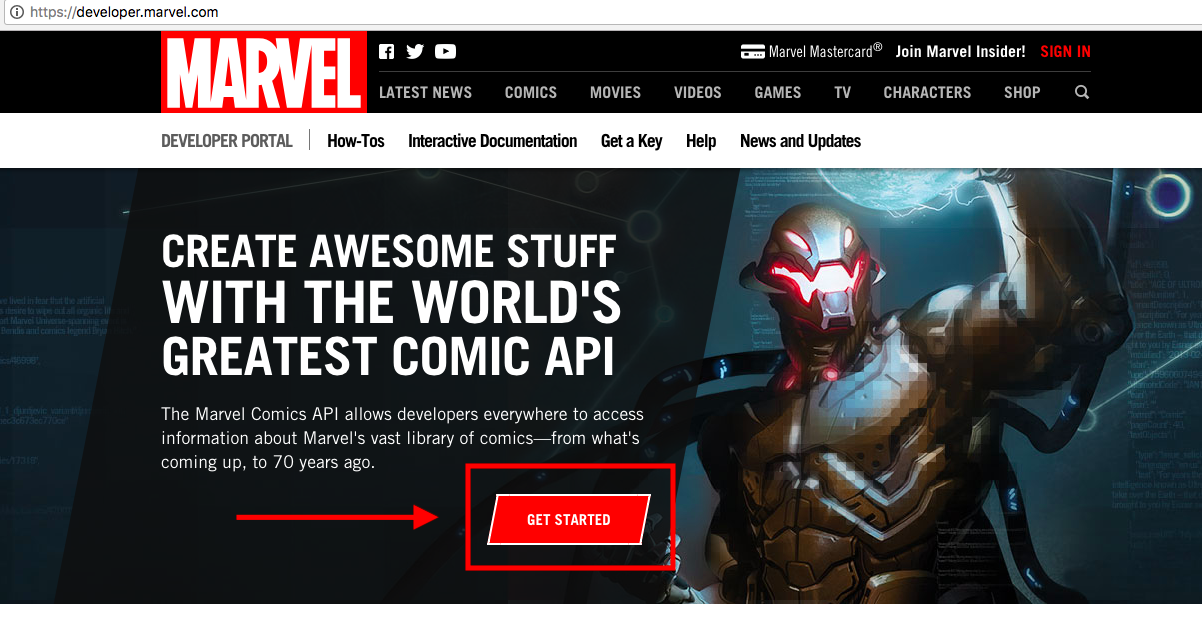 https://developer.marvel.com
MARVEL
Marvel Mastercard® Join Marvel Insider! SIGN IN
LATEST NEWS COMICS MOVIES VIDEOS GAMES TV CHARACTERS SHOP
DEVELOPER PORTAL How-Tos Interactive Documentation Get a Key Help News and Updates
CREATE AWESOME STUFF
WITH THE WORLD'S
GREATEST COMIC API
The Marvel Comics API allows developers everywhere to access
information about Marvel's vast library of comics—from what's
coming up, to 70 years ago.
GET STARTED